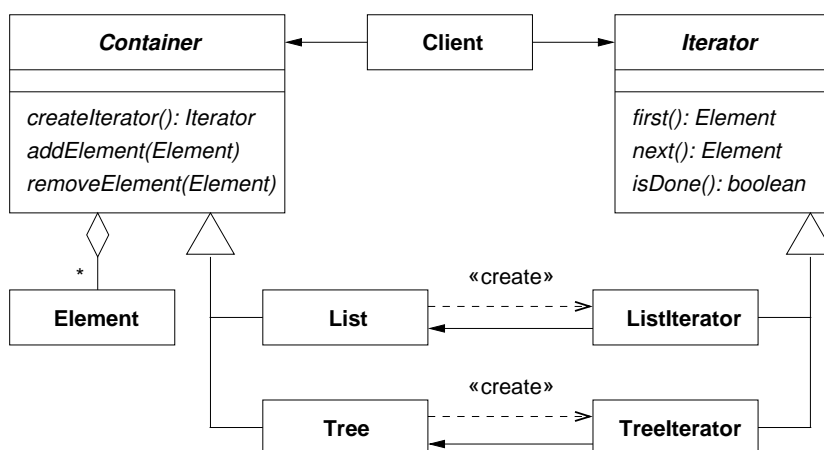 Container
Client
Iterator
createIterator(): Iterator
addElement(Element)
removeElement(Element)
first(): Element
next(): Element
isDone(): boolean
*
«create»
Element
List
ListIterator
«create»
Tree
TreeIterator